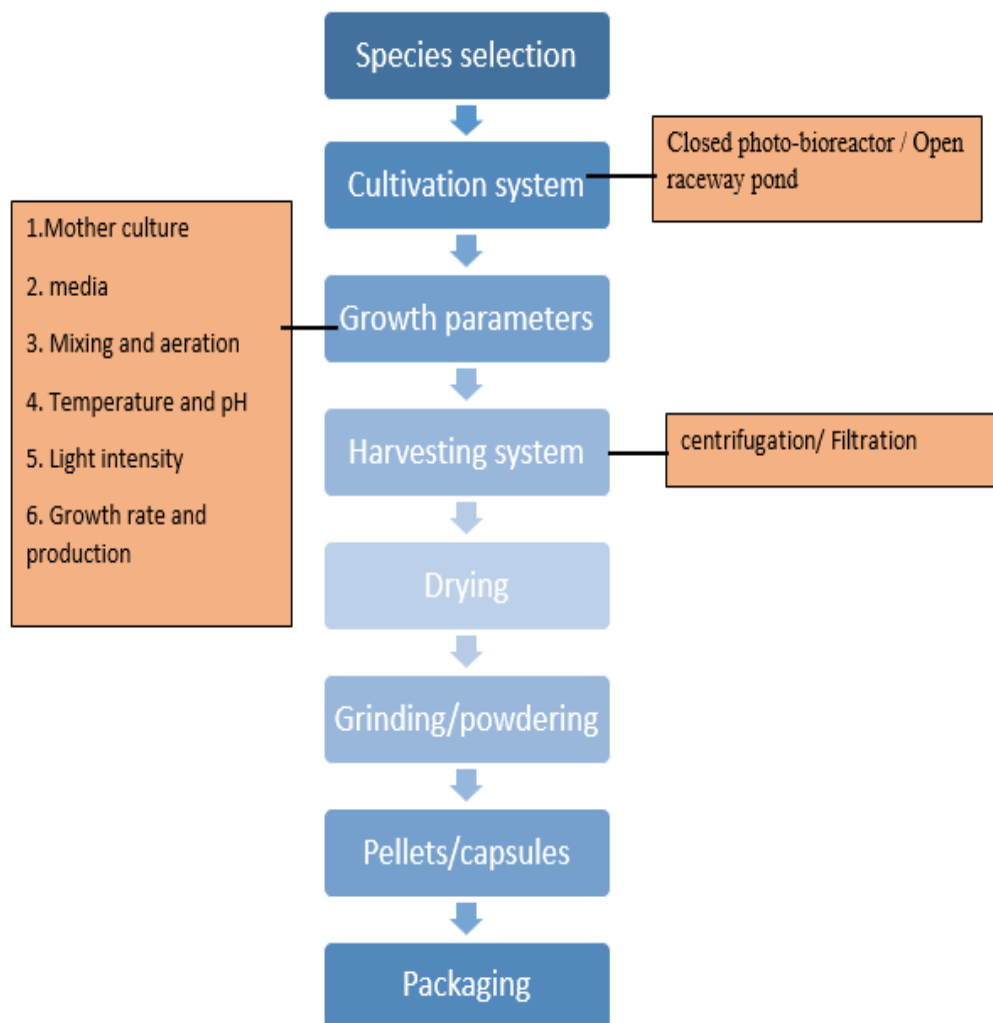 Species selection
Closed photo-bioreactor / Open
raceway pond
Cultivation system
1.Mother culture
2. media
3. Mixing and aeration
4. Temperature and pH
5. Light intensity
6. Growth rate and
production
Growth parameters
Harvesting system
centrifugation/ Filtration
Drying
Grinding/powdering
Pellets/capsules
Packaging